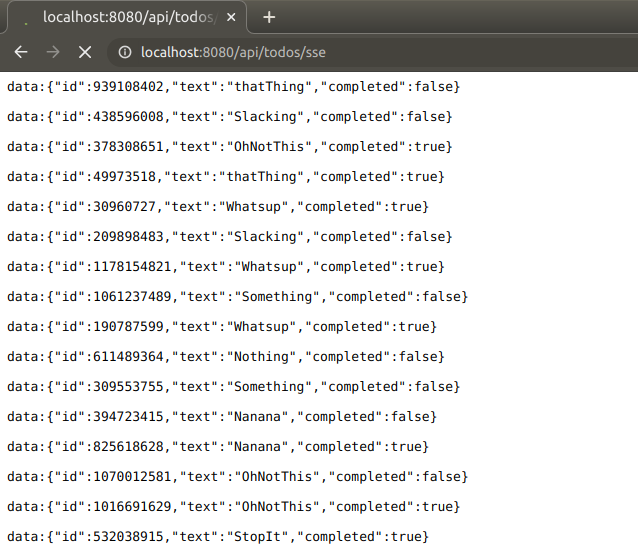 localhost:8080/api/todos/
localhost:8080/api/todos/sse
data:{"id":939108402,"text":"thatThing","completed":false}
data:{"id":438596008,"text":"Slacking","completed":false}
data:{"id":378308651,"text":"OhNotThis","completed":true}
data:{"id":49973518,"text":"thatThing","completed":true}
data:{"id":30960727,"text":"Whatsup","completed":true}
data:{"id":209898483,"text":"Slacking","completed":false}
data:{"id":1178154821,"text":"Whatsup","completed":true}
data:{"id":1061237489,"text":"Something","completed":false}
data:{"id":190787599,"text":"Whatsup","completed":true}
data:{"id":611489364,"text":"Nothing","completed":false}
data:{"id":309553755,"text":"Something","completed":false}
data:{"id":394723415,"text":"Nanana","completed":false}
data:{"id":825618628,"text":"Nanana","completed":true}
data:{"id":1070012581,"text":"OhNotThis","completed":false}
data:{"id":1016691629,"text":"OhNotThis","completed":true}
data:{"id":532038915,"text":"StopIt","completed":true}